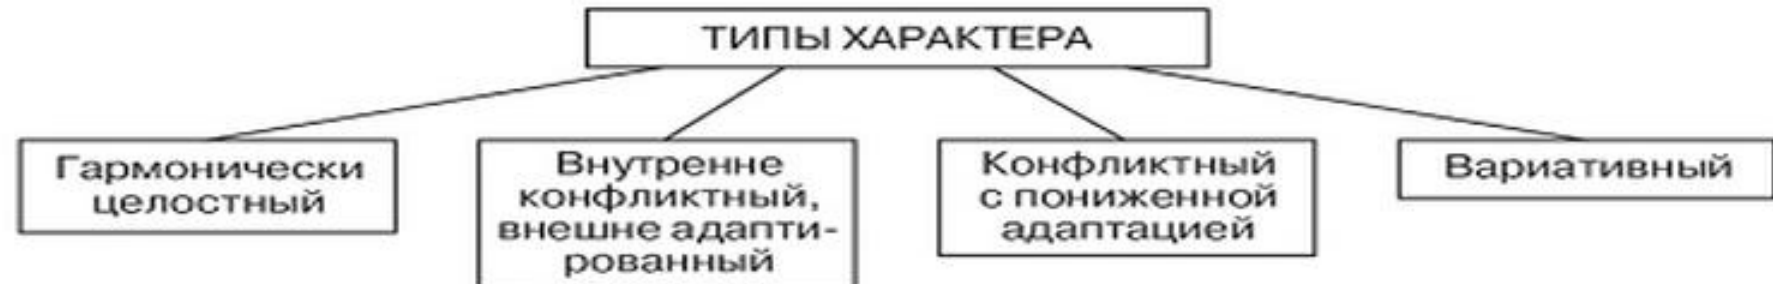 ТИПЫ ХАРАКТЕРА
Гармонически
целостный
Внутренне
конфликтный,
внешне адапти-
рованный
Конфликтный
с пониженной
адаптацией
Вариативный